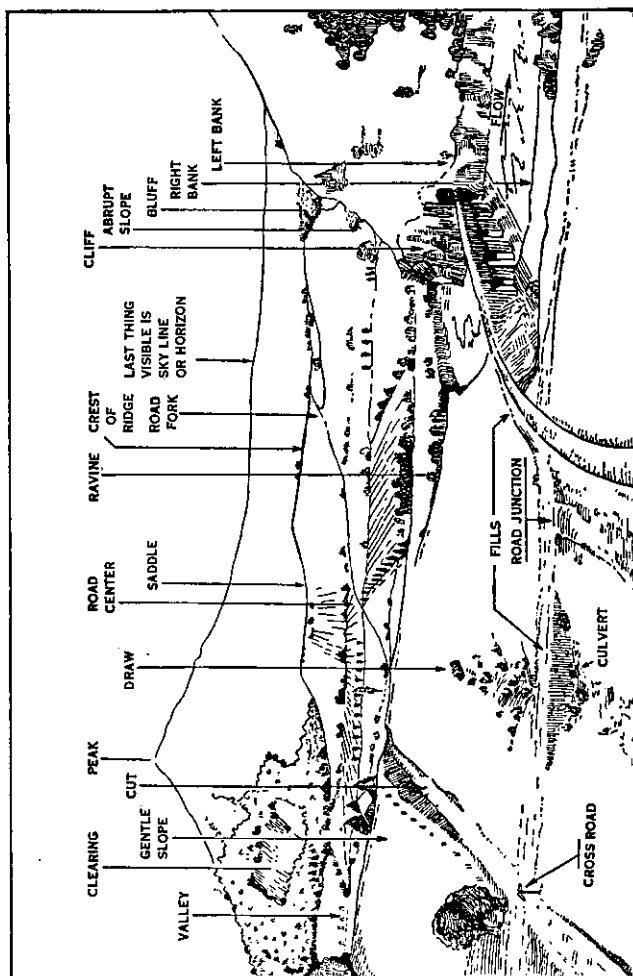 CLEARING
GENTLE
SLOPE
VALLEY
PEAK
CUT
DRAW
ROAD
CENTER
SADDLE
RAVINE
CREST
OF
RIDGE
ROAD
FORK
LAST THING
VISIBLE IS
SKY LINE
OR HORIZON
CLIFF
ABRUPT
SLOPE
BLUFF
RIGHT
BANK
LEFT BANK
FLOW
FILLS
ROAD JUNCTION
CULVERT
CROSS ROAD